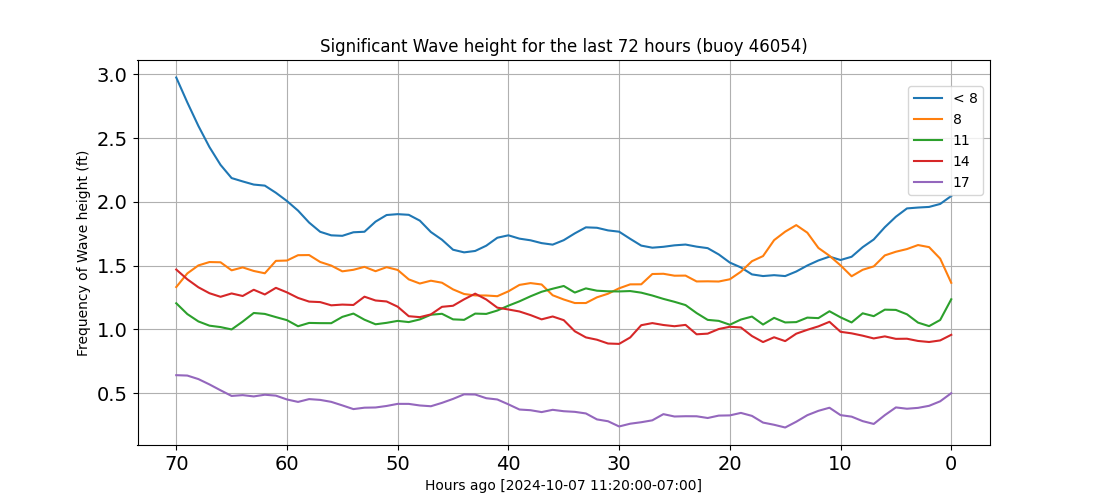 Significant Wave height for the last 72 hours (buoy 46054)
Frequency of Wave height (ft)
3.0
2.5
2.0
1.5
1.0
0.5
< 8
8
11
14
17
70 60 50 40 30 20 10 0
Hours ago [2024-10-07 11:20:00-07:00]